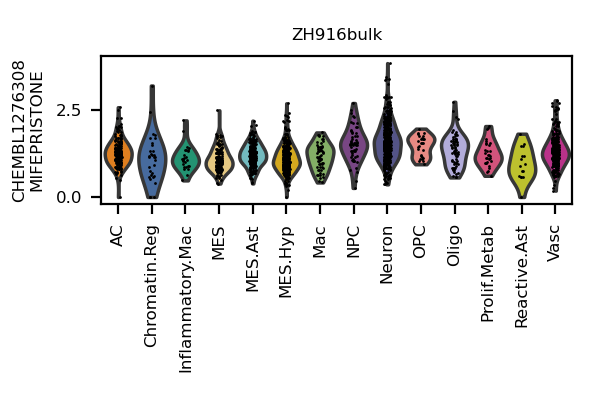 ZH916bulk
CHEMBL1276308
MIFEPRISTONE
2.5
0.0
AC
Chromatin.Reg
Inflammatory.Mac
MES
MES.Ast
MES.Hyp
Mac
NPC
Neuron
OPC
Oligo
Prolif.Metab
Reactive.Ast
Vasc